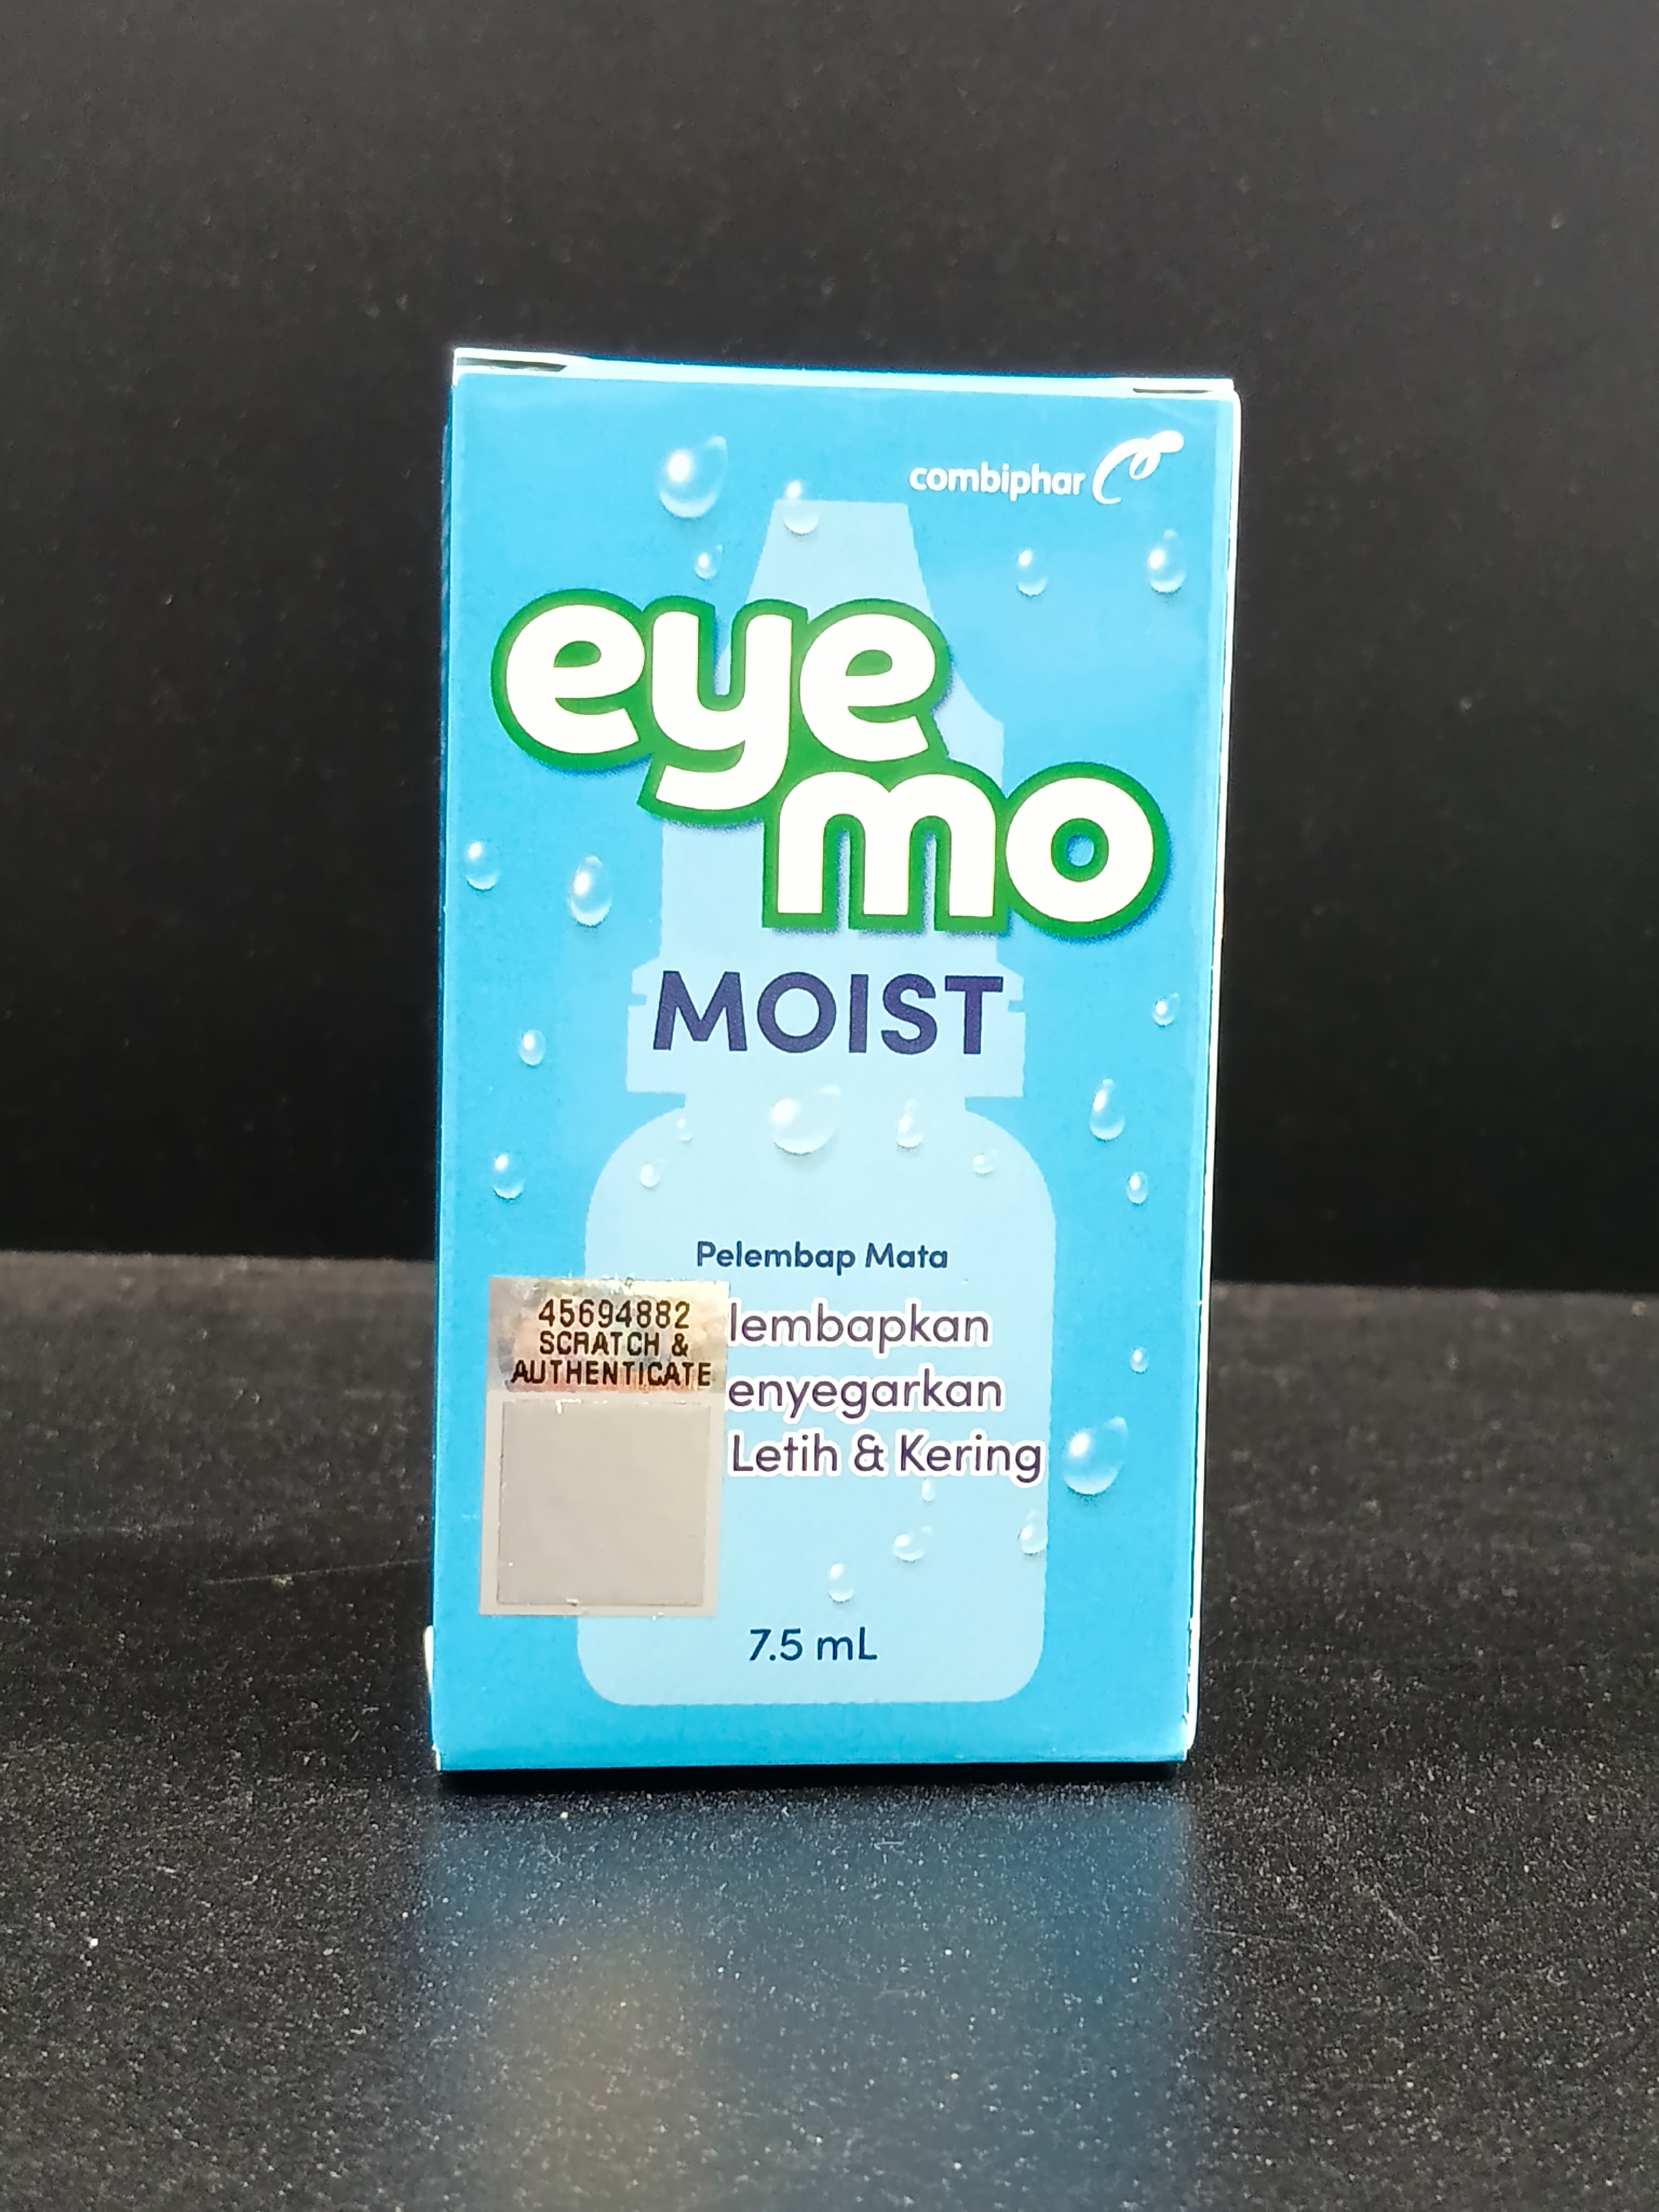 combiphar
eye
mo
MOIST
Pelembap Mata
45694882
SCRATCH &
AUTHENTICATE
lembapkan
enyegarkan
Letih & Kering
7.5 mL